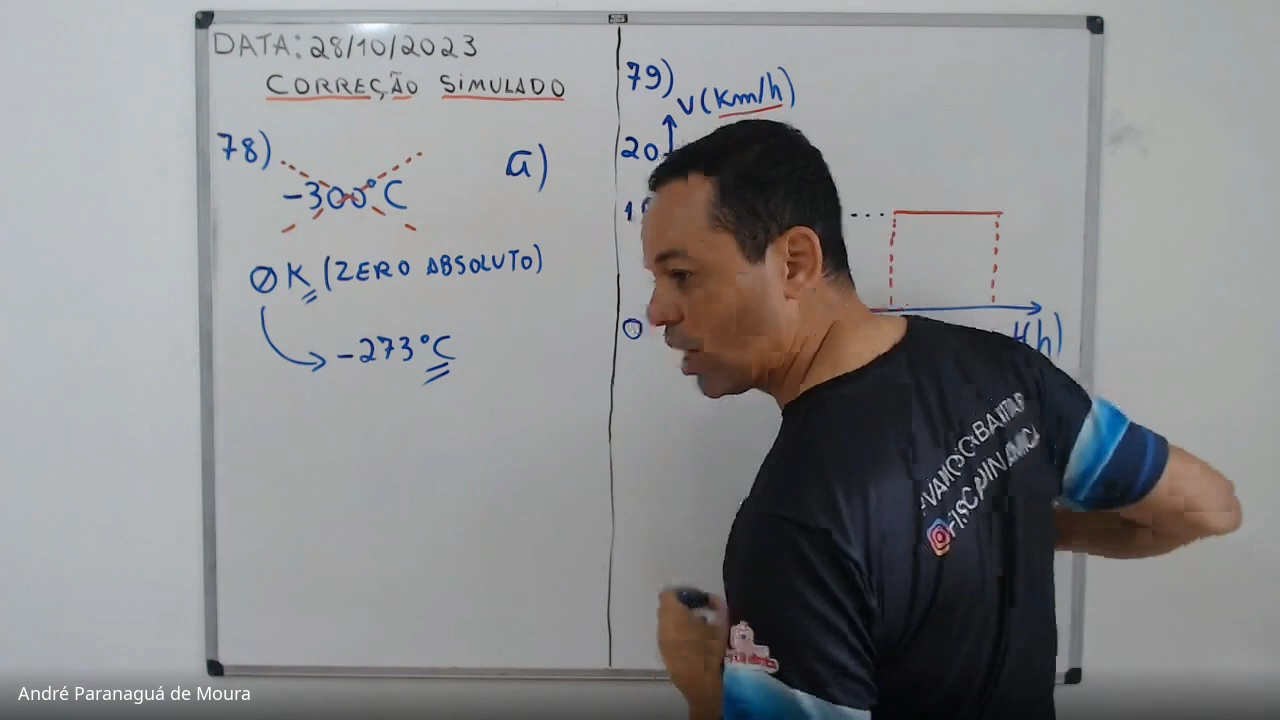 DATA: 28/10/2023
CORREÇÃO SIMULADO
78)
-300°C
a)
0 K (ZERO ABSOLUTO)
-273°C
79)
V (km/h)
20
0
t(h)
André Paranaguá de Moura